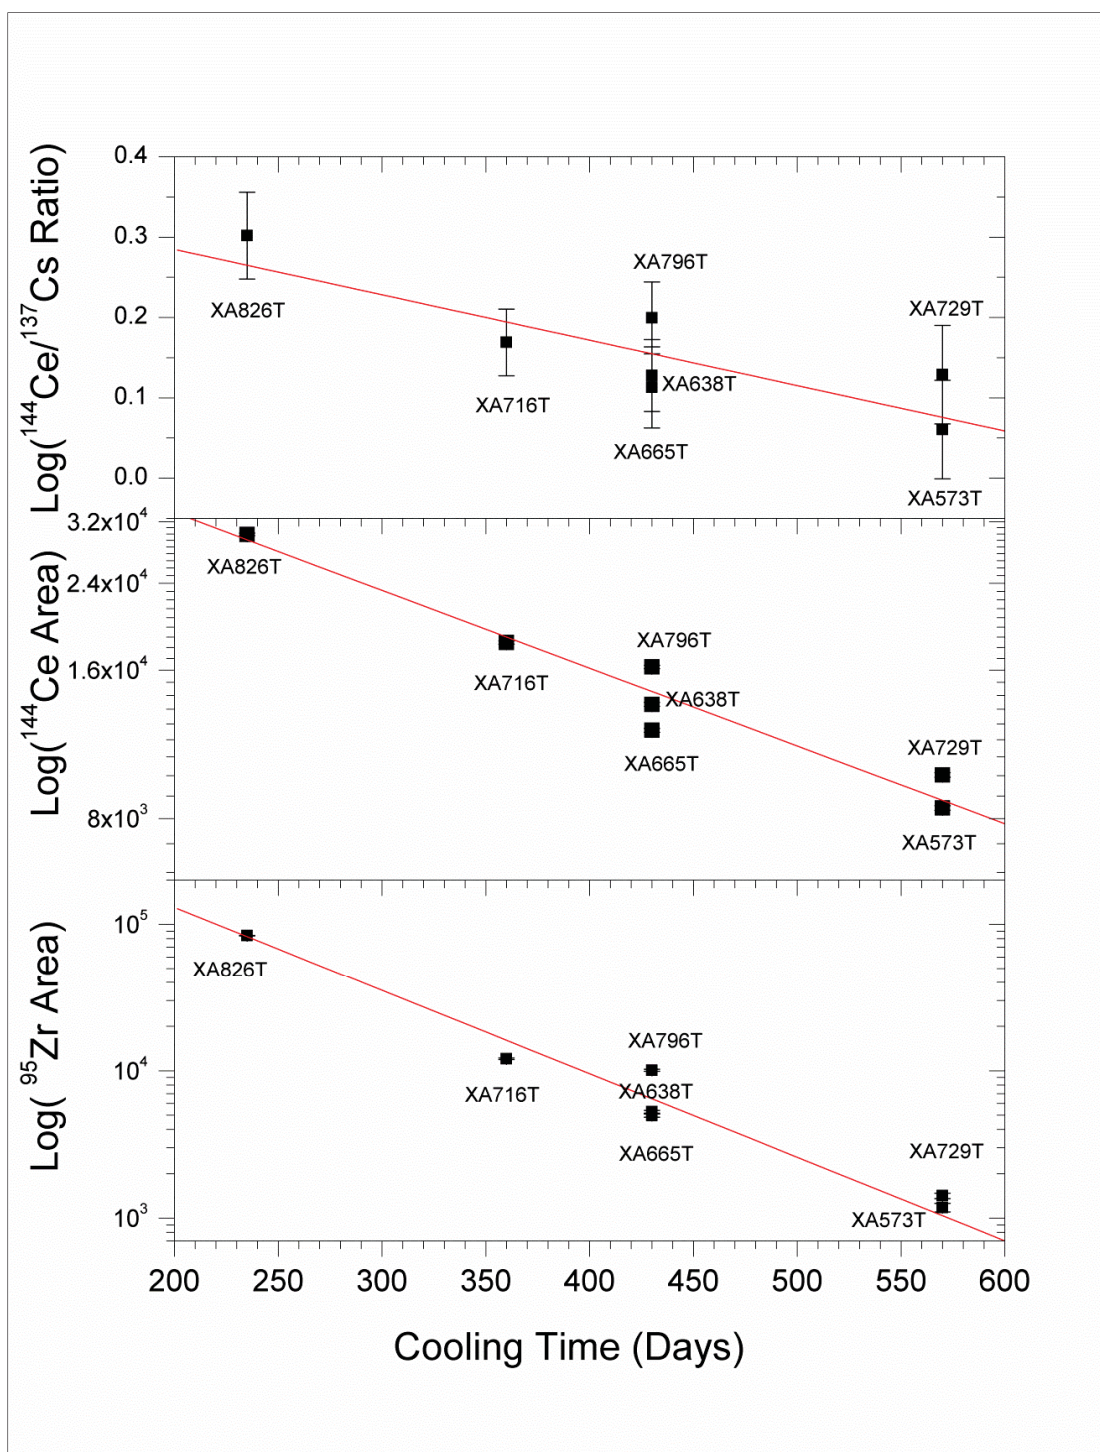 Log(¹⁴⁴Ce/¹³⁷Cs Ratio)
0.4
0.3
0.2
0.1
0.0
XA826T
XA716T
XA796T
XA638T
XA665T
XA729T
XA573T
Log(¹⁴⁴Ce Area)
3.2x10⁴
2.4x10⁴
1.6x10⁴
8x10³
XA826T
XA716T
XA796T
XA638T
XA665T
XA729T
XA573T
Log( ⁹⁵Zr Area)
10⁵
10⁴
10³
XA826T
XA716T
XA796T
XA638T
XA665T
XA729T
XA573T
200 250 300 350 400 450 500 550 600
Cooling Time (Days)